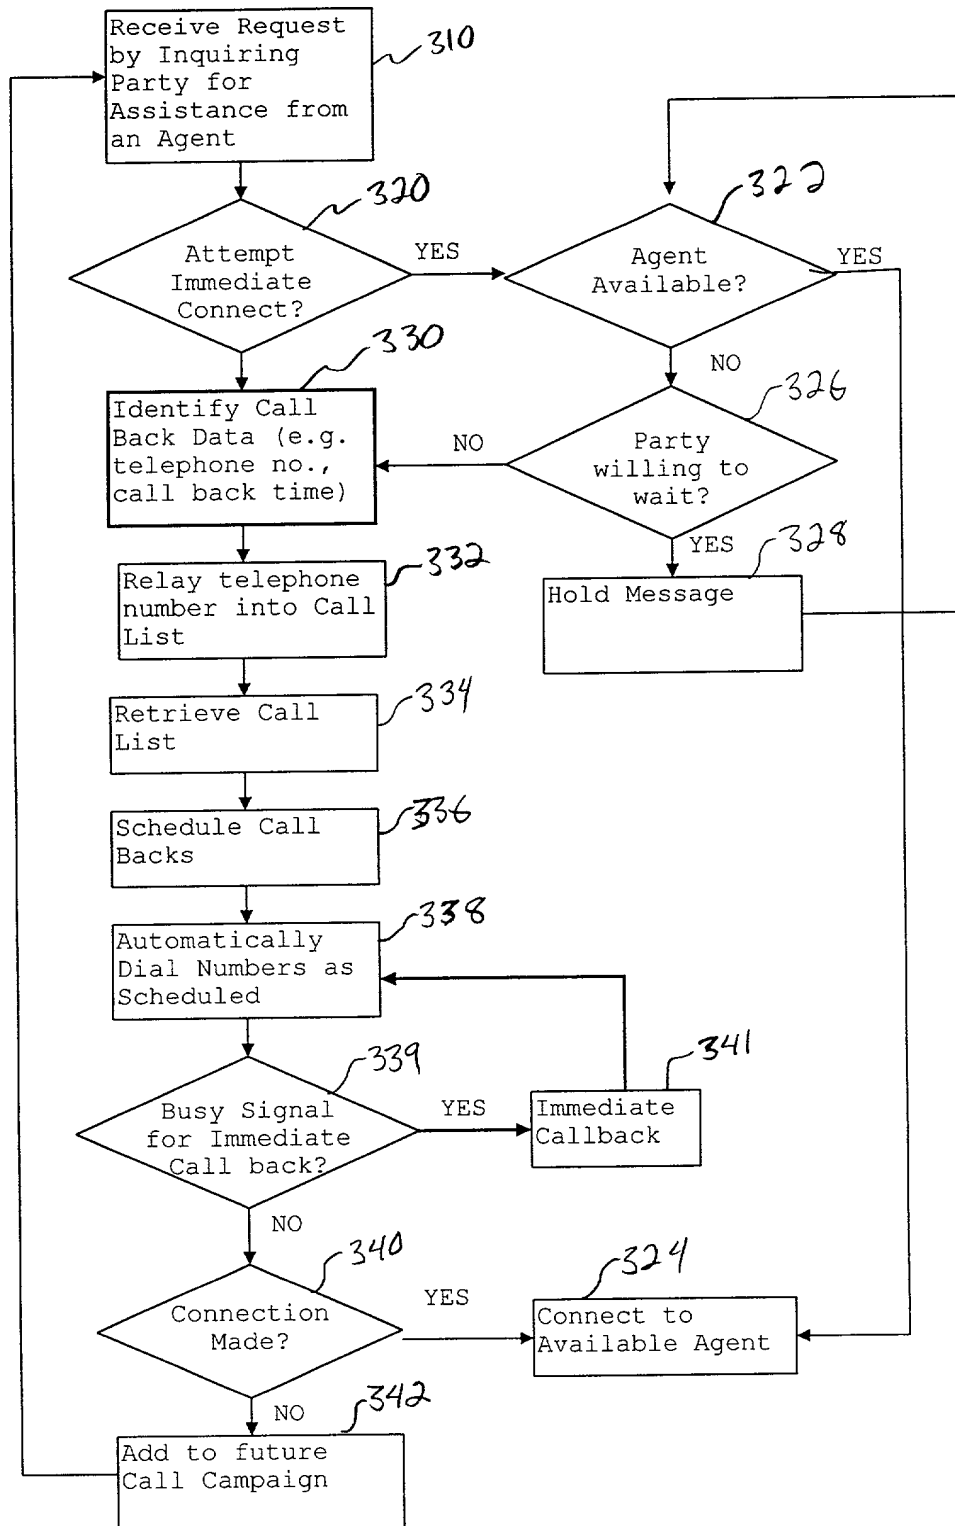 Receive Request
by Inquiring
Party for
Assistance from
an Agent
310
320
Attempt
Immediate
Connect?
YES
322
Agent
Available?
YES
NO
330
Identify Call
Back Data (e.g.
telephone no.,
call back time)
NO
326
Party
willing to
wait?
YES
328
Hold Message
332
Relay telephone
number into Call
List
334
Retrieve Call
List
336
Schedule Call
Backs
338
Automatically
Dial Numbers as
Scheduled
339
Busy Signal
for Immediate
Call back?
YES
341
Immediate
Callback
NO
340
Connection
Made?
YES
324
Connect to
Available Agent
NO
342
Add to future
Call Campaign